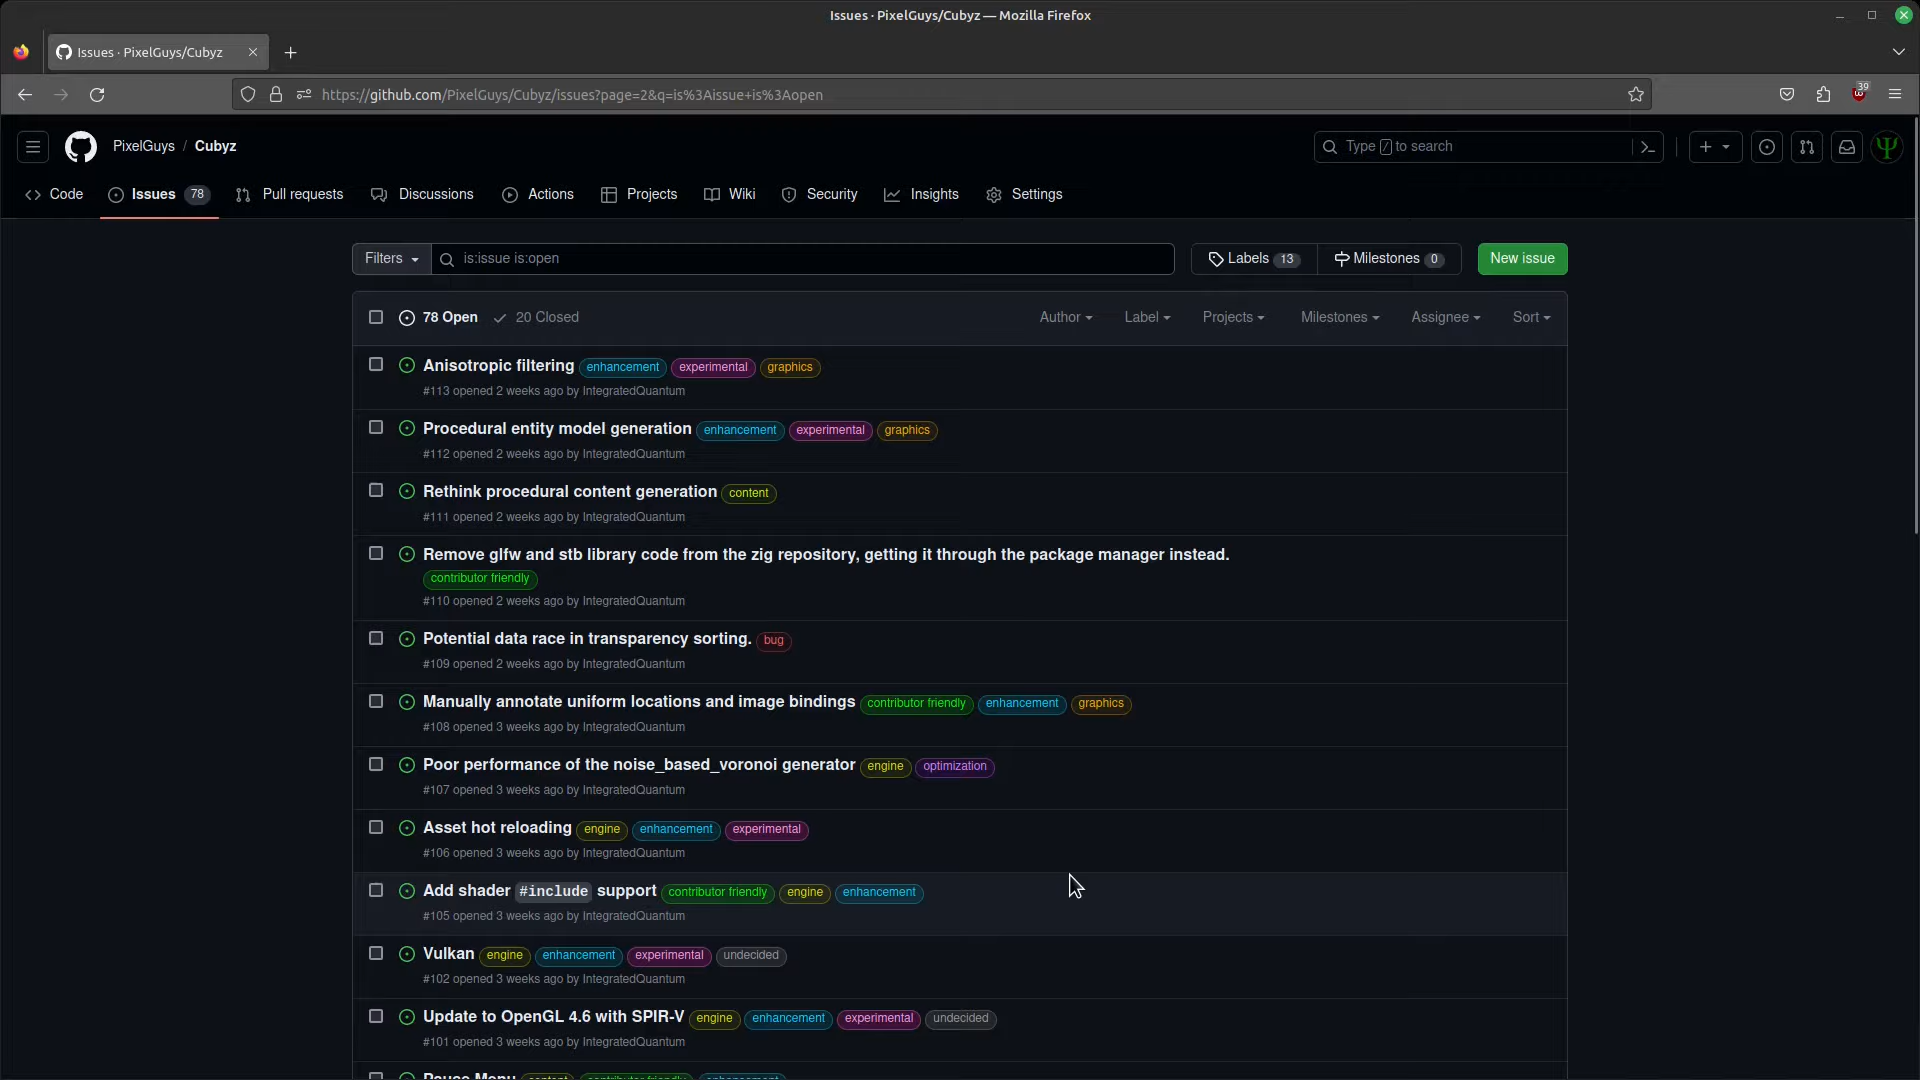 Issues · PixelGuys/Cubyz — Mozilla Firefox
Issues · PixelGuys/Cubyz
https://github.com/PixelGuys/Cubyz/issues?page=2&q=is%3Aissue+is%3Aopen
39
PixelGuys / Cubyz
Type / to search
Code
Issues 78
Pull requests
Discussions
Actions
Projects
Wiki
Security
Insights
Settings
Filters
is:issue is:open
Labels 13
Milestones 0
New issue
78 Open
20 Closed
Author
Label
Projects
Milestones
Assignee
Sort
Anisotropic filtering enhancement experimental graphics
#113 opened 2 weeks ago by IntegratedQuantum
Procedural entity model generation enhancement experimental graphics
#112 opened 2 weeks ago by IntegratedQuantum
Rethink procedural content generation content
#111 opened 2 weeks ago by IntegratedQuantum
Remove glfw and stb library code from the zig repository, getting it through the package manager instead.
contributor friendly
#110 opened 2 weeks ago by IntegratedQuantum
Potential data race in transparency sorting. bug
#109 opened 2 weeks ago by IntegratedQuantum
Manually annotate uniform locations and image bindings contributor friendly enhancement graphics
#108 opened 3 weeks ago by IntegratedQuantum
Poor performance of the noise_based_voronoi generator engine optimization
#107 opened 3 weeks ago by IntegratedQuantum
Asset hot reloading engine enhancement experimental
#106 opened 3 weeks ago by IntegratedQuantum
Add shader #include support contributor friendly engine enhancement
#105 opened 3 weeks ago by IntegratedQuantum
Vulkan engine enhancement experimental undecided
#102 opened 3 weeks ago by IntegratedQuantum
Update to OpenGL 4.6 with SPIR-V engine enhancement experimental undecided
#101 opened 3 weeks ago by IntegratedQuantum
Pause Menu content contributor friendly enhancement